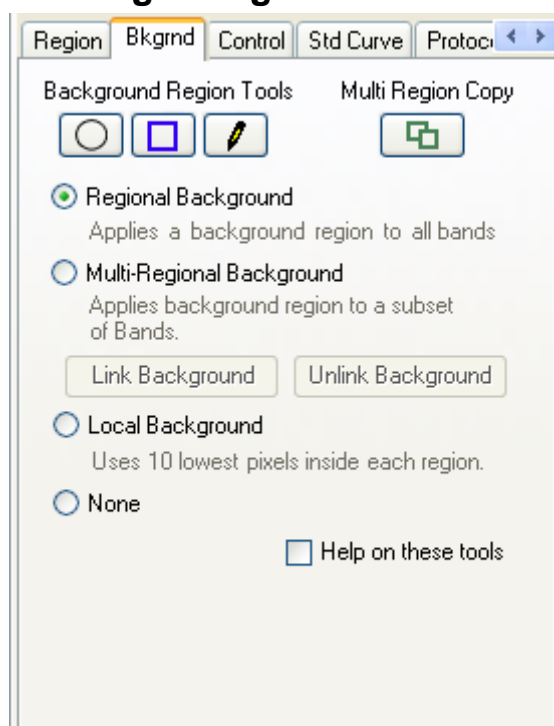 Region Bkgrnd Control Std Curve Protoc
Background Region Tools Multi Region Copy
Regional Background
Applies a background region to all bands
Multi-Regional Background
Applies background region to a subset
of Bands.
Link Background Unlink Background
Local Background
Uses 10 lowest pixels inside each region.
None
Help on these tools